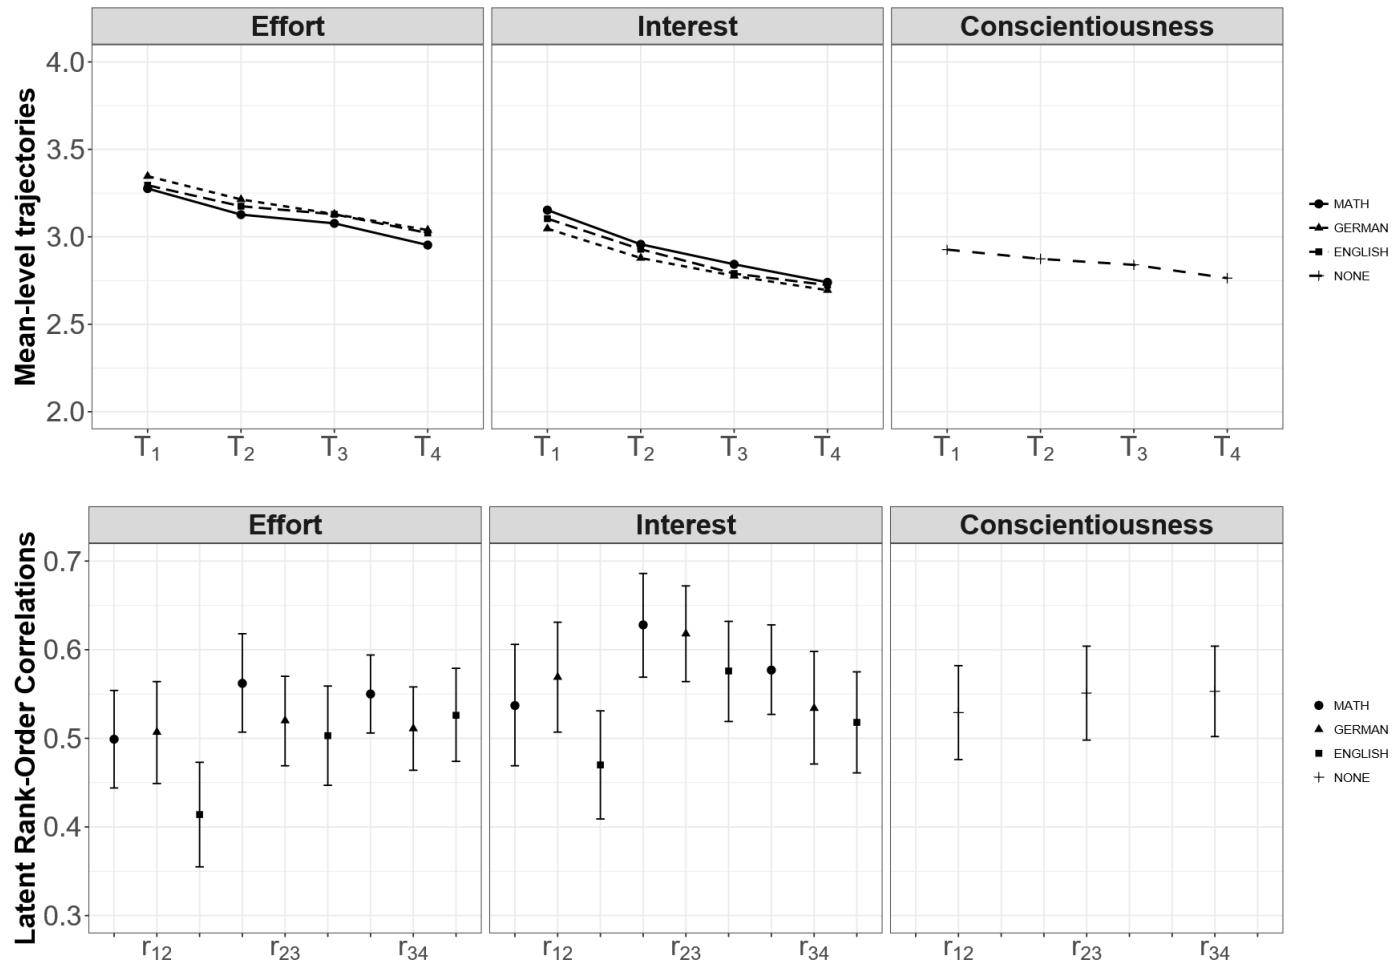 Effort Interest Conscientiousness
Mean-level trajectories
4.0
3.5
3.0
2.5
2.0
T1 T2 T3 T4 T1 T2 T3 T4 T1 T2 T3 T4
MATH
GERMAN
ENGLISH
NONE
Effort Interest Conscientiousness
Latent Rank-Order Correlations
0.7
0.6
0.5
0.4
0.3
r12 r23 r34 r12 r23 r34 r12 r23 r34
MATH
GERMAN
ENGLISH
NONE